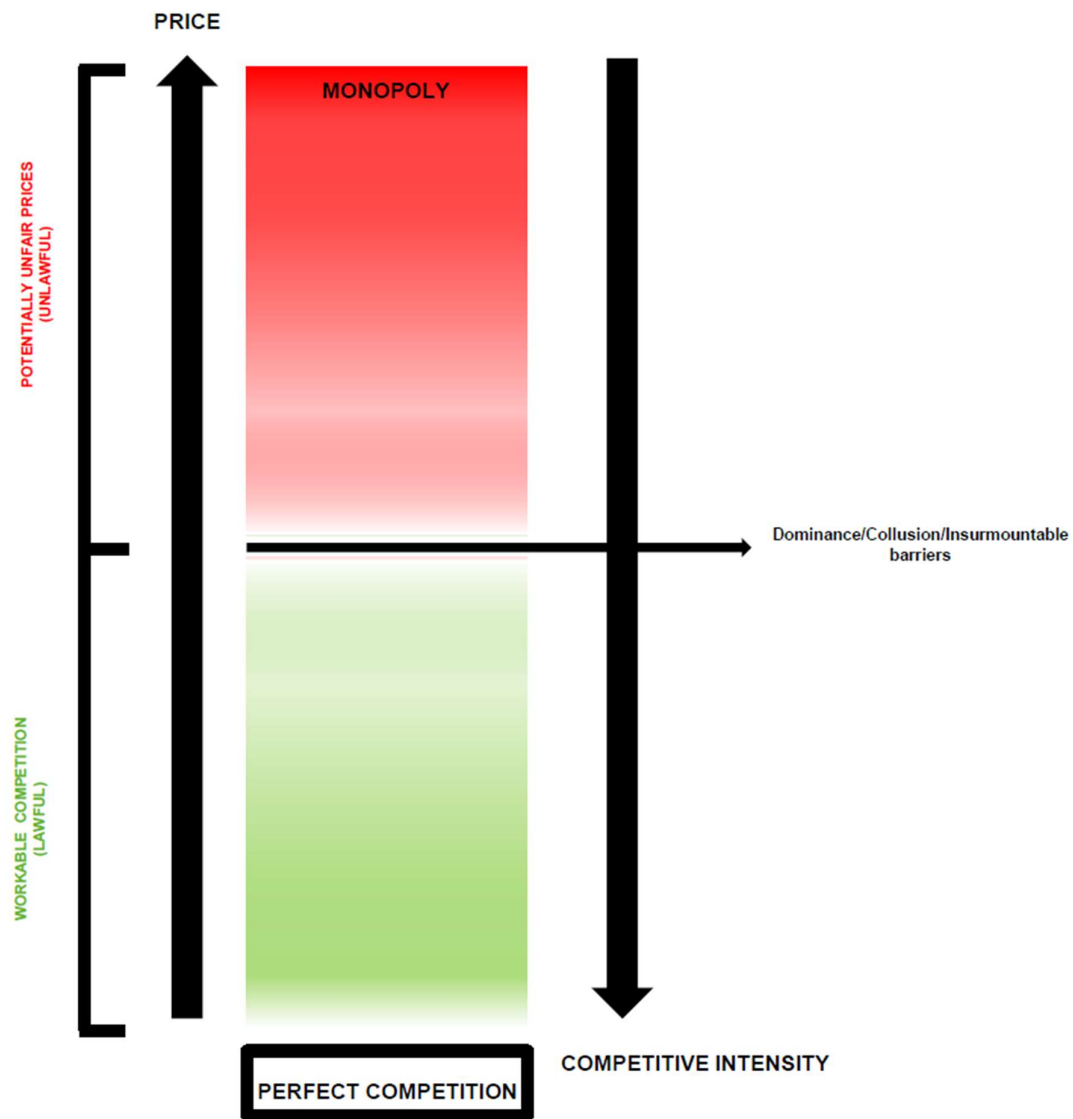 PRICE
MONOPOLY
POTENTIALLY UNFAIR PRICES
(UNLAWFUL)
Dominance/Collusion/Insurmountable
barriers
WORKABLE COMPETITION
(LAWFUL)
COMPETITIVE INTENSITY
PERFECT COMPETITION